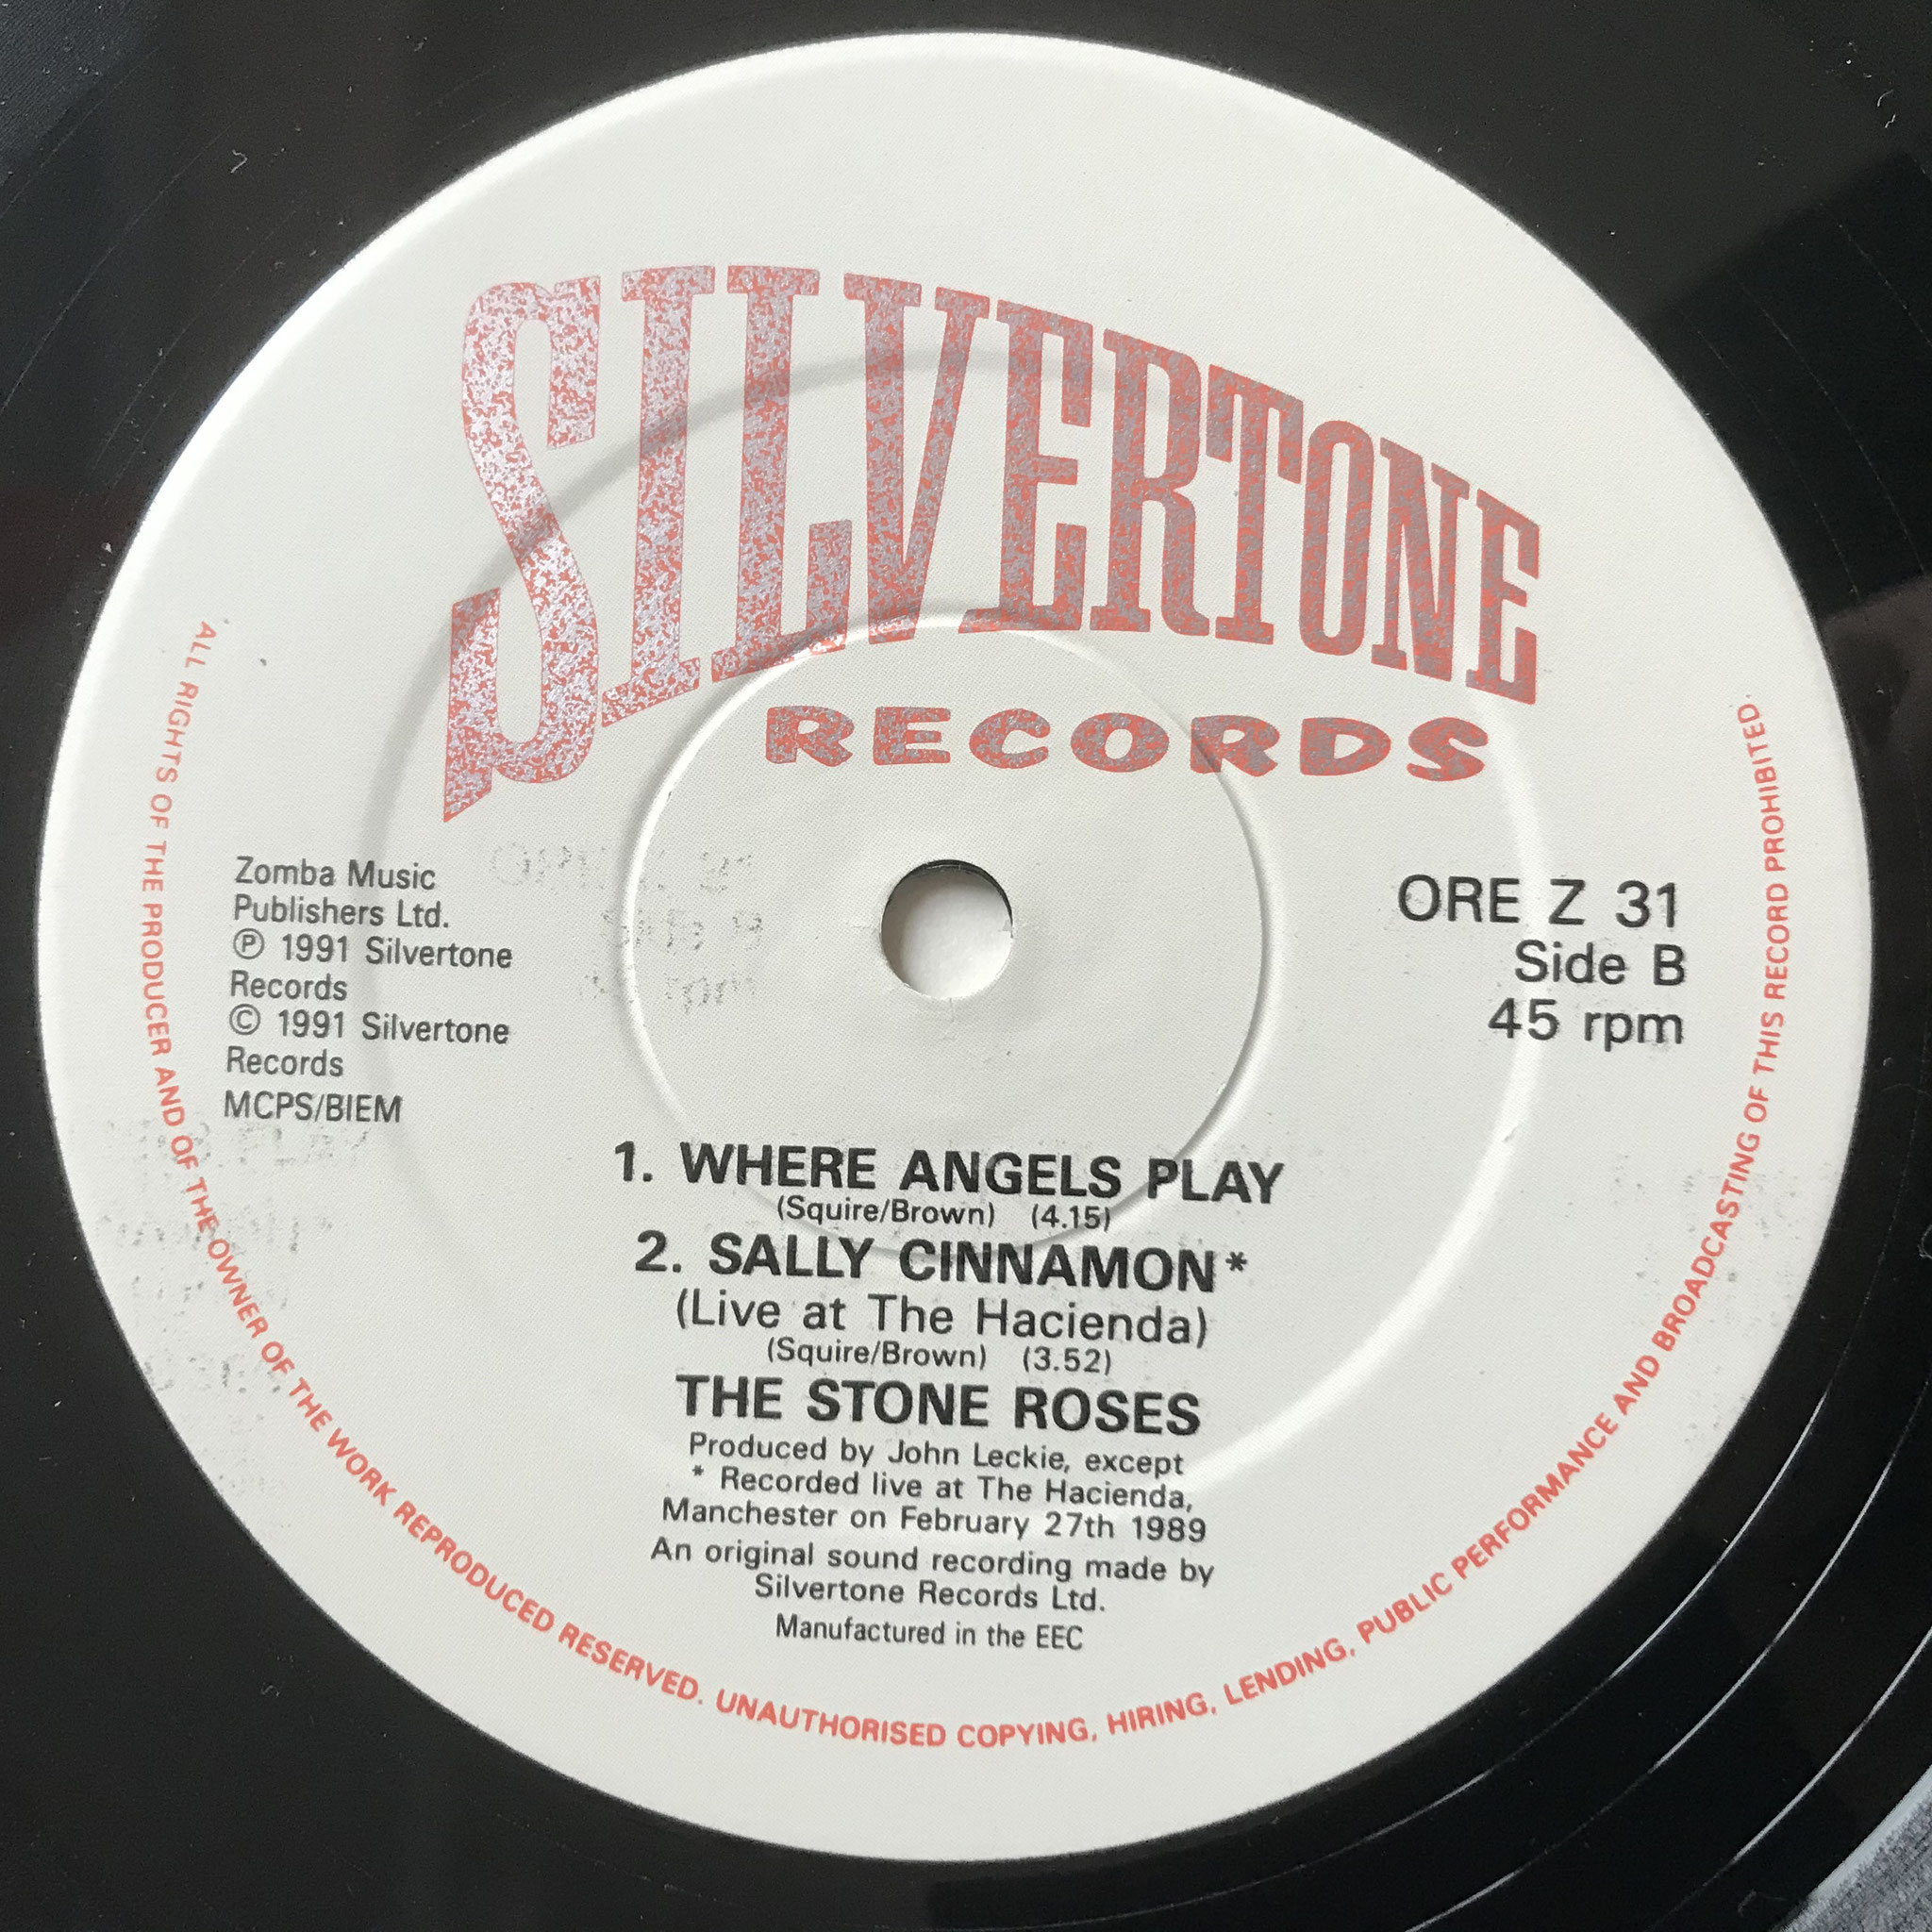 SILVERTONE
RECORDS
Zomba Music
Publishers Ltd.
℗ 1991 Silvertone
Records
© 1991 Silvertone
Records
MCPS/BIEM
ORE Z 31
Side B
45 rpm
1. WHERE ANGELS PLAY
(Squire/Brown) (4.15)
2. SALLY CINNAMON*
(Live at The Hacienda)
(Squire/Brown) (3.52)
THE STONE ROSES
Produced by John Leckie, except
* Recorded live at The Hacienda,
Manchester on February 27th 1989
An original sound recording made by
Silvertone Records Ltd.
Manufactured in the EEC
ALL RIGHTS OF THE PRODUCER AND OF THE OWNER OF THE WORK REPRODUCED RESERVED. UNAUTHORISED COPYING, HIRING, LENDING, PUBLIC PERFORMANCE AND BROADCASTING OF THIS RECORD PROHIBITED.